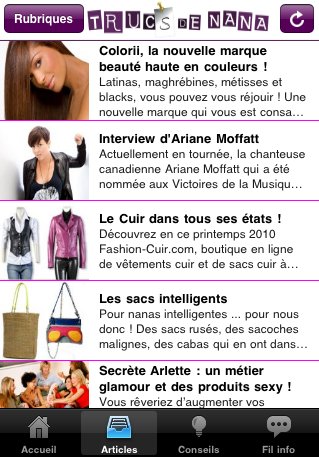 Rubriques
TRUCS DE NANA
Colorii, la nouvelle marque
beauté haute en couleurs !
Latinas, maghrébines, métisses et
blacks, vous pouvez vous réjouir ! Une
nouvelle marque qui vous est consa...
Interview d'Ariane Moffatt
Actuellement en tournée, la chanteuse
canadienne Ariane Moffatt qui a été
nommée aux Victoires de la Musiqu...
Le Cuir dans tous ses états !
Découvrez en ce printemps 2010
Fashion-Cuir.com, boutique en ligne
de vêtements cuir et de sacs cuir à...
Les sacs intelligents
Pour nanas intelligentes ... pour nous
donc ! Des sacs rusés, des sacoches
malignes, des cabas qui en ont dans...
Secrète Arlette : un métier
glamour et des produits sexy !
Vous rêveriez d'augmenter vos
Accueil
Articles
Conseils
Fil info